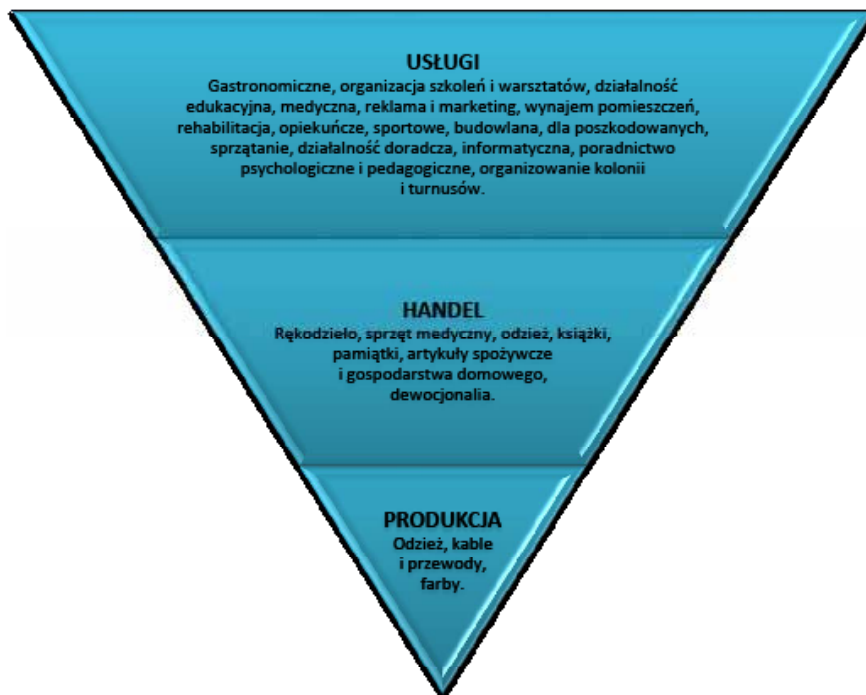 USŁUGI
Gastronomiczne, organizacja szkoleń i warsztatów, działalność
edukacyjna, medyczna, reklama i marketing, wynajem pomieszczeń,
rehabilitacja, opiekuńcze, sportowe, budowlana, dla poszkodowanych,
sprzątanie, działalność doradcza, informatyczna, poradnictwo
psychologiczne i pedagogiczne, organizowanie kolonii
i turnusów.
HANDEL
Rękodzieło, sprzęt medyczny, odzież, książki,
pamiątki, artykuły spożywcze
i gospodarstwa domowego,
dewocjonalia.
PRODUKCJA
Odzież, kable
i przewody,
farby.